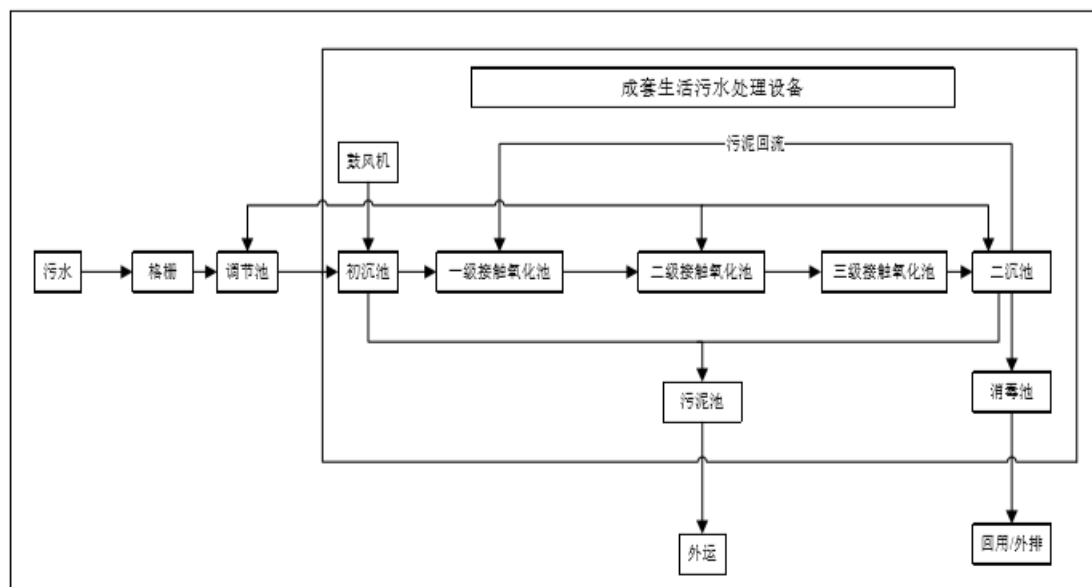 成套生活污水处理设备
污泥回流
鼓风机
污水
格栅
调节池
初沉池
一级接触氧化池
二级接触氧化池
三级接触氧化池
二沉池
污泥池
消毒池
外运
回用/外排